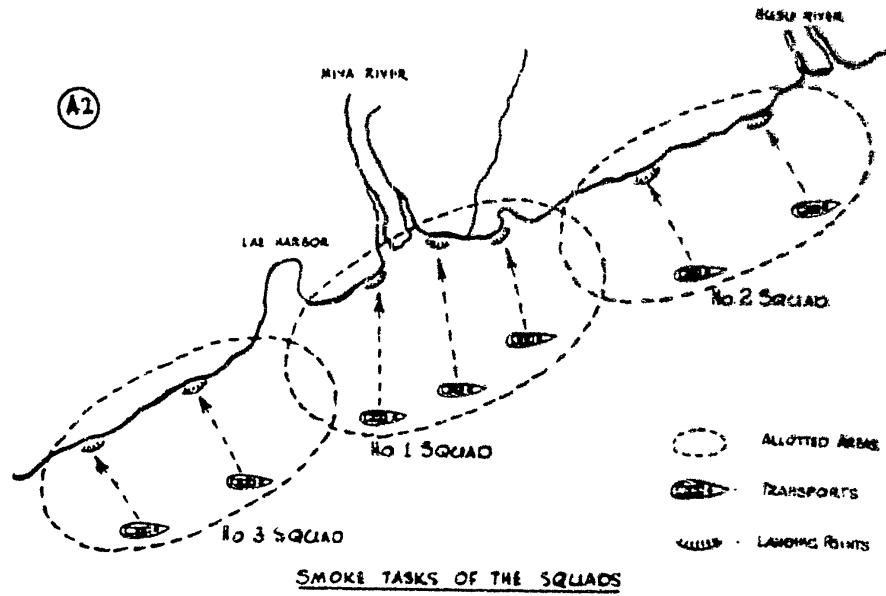 BUSU RIVER
MIYA RIVER
A2
LAE HARBOR
No. 2 SQUAD
No 1 SQUAD
No 3 SQUAD
ALLOTTED AREAS
TRANSPORTS
LANDING POINTS
SMOKE TASKS OF THE SQUADS